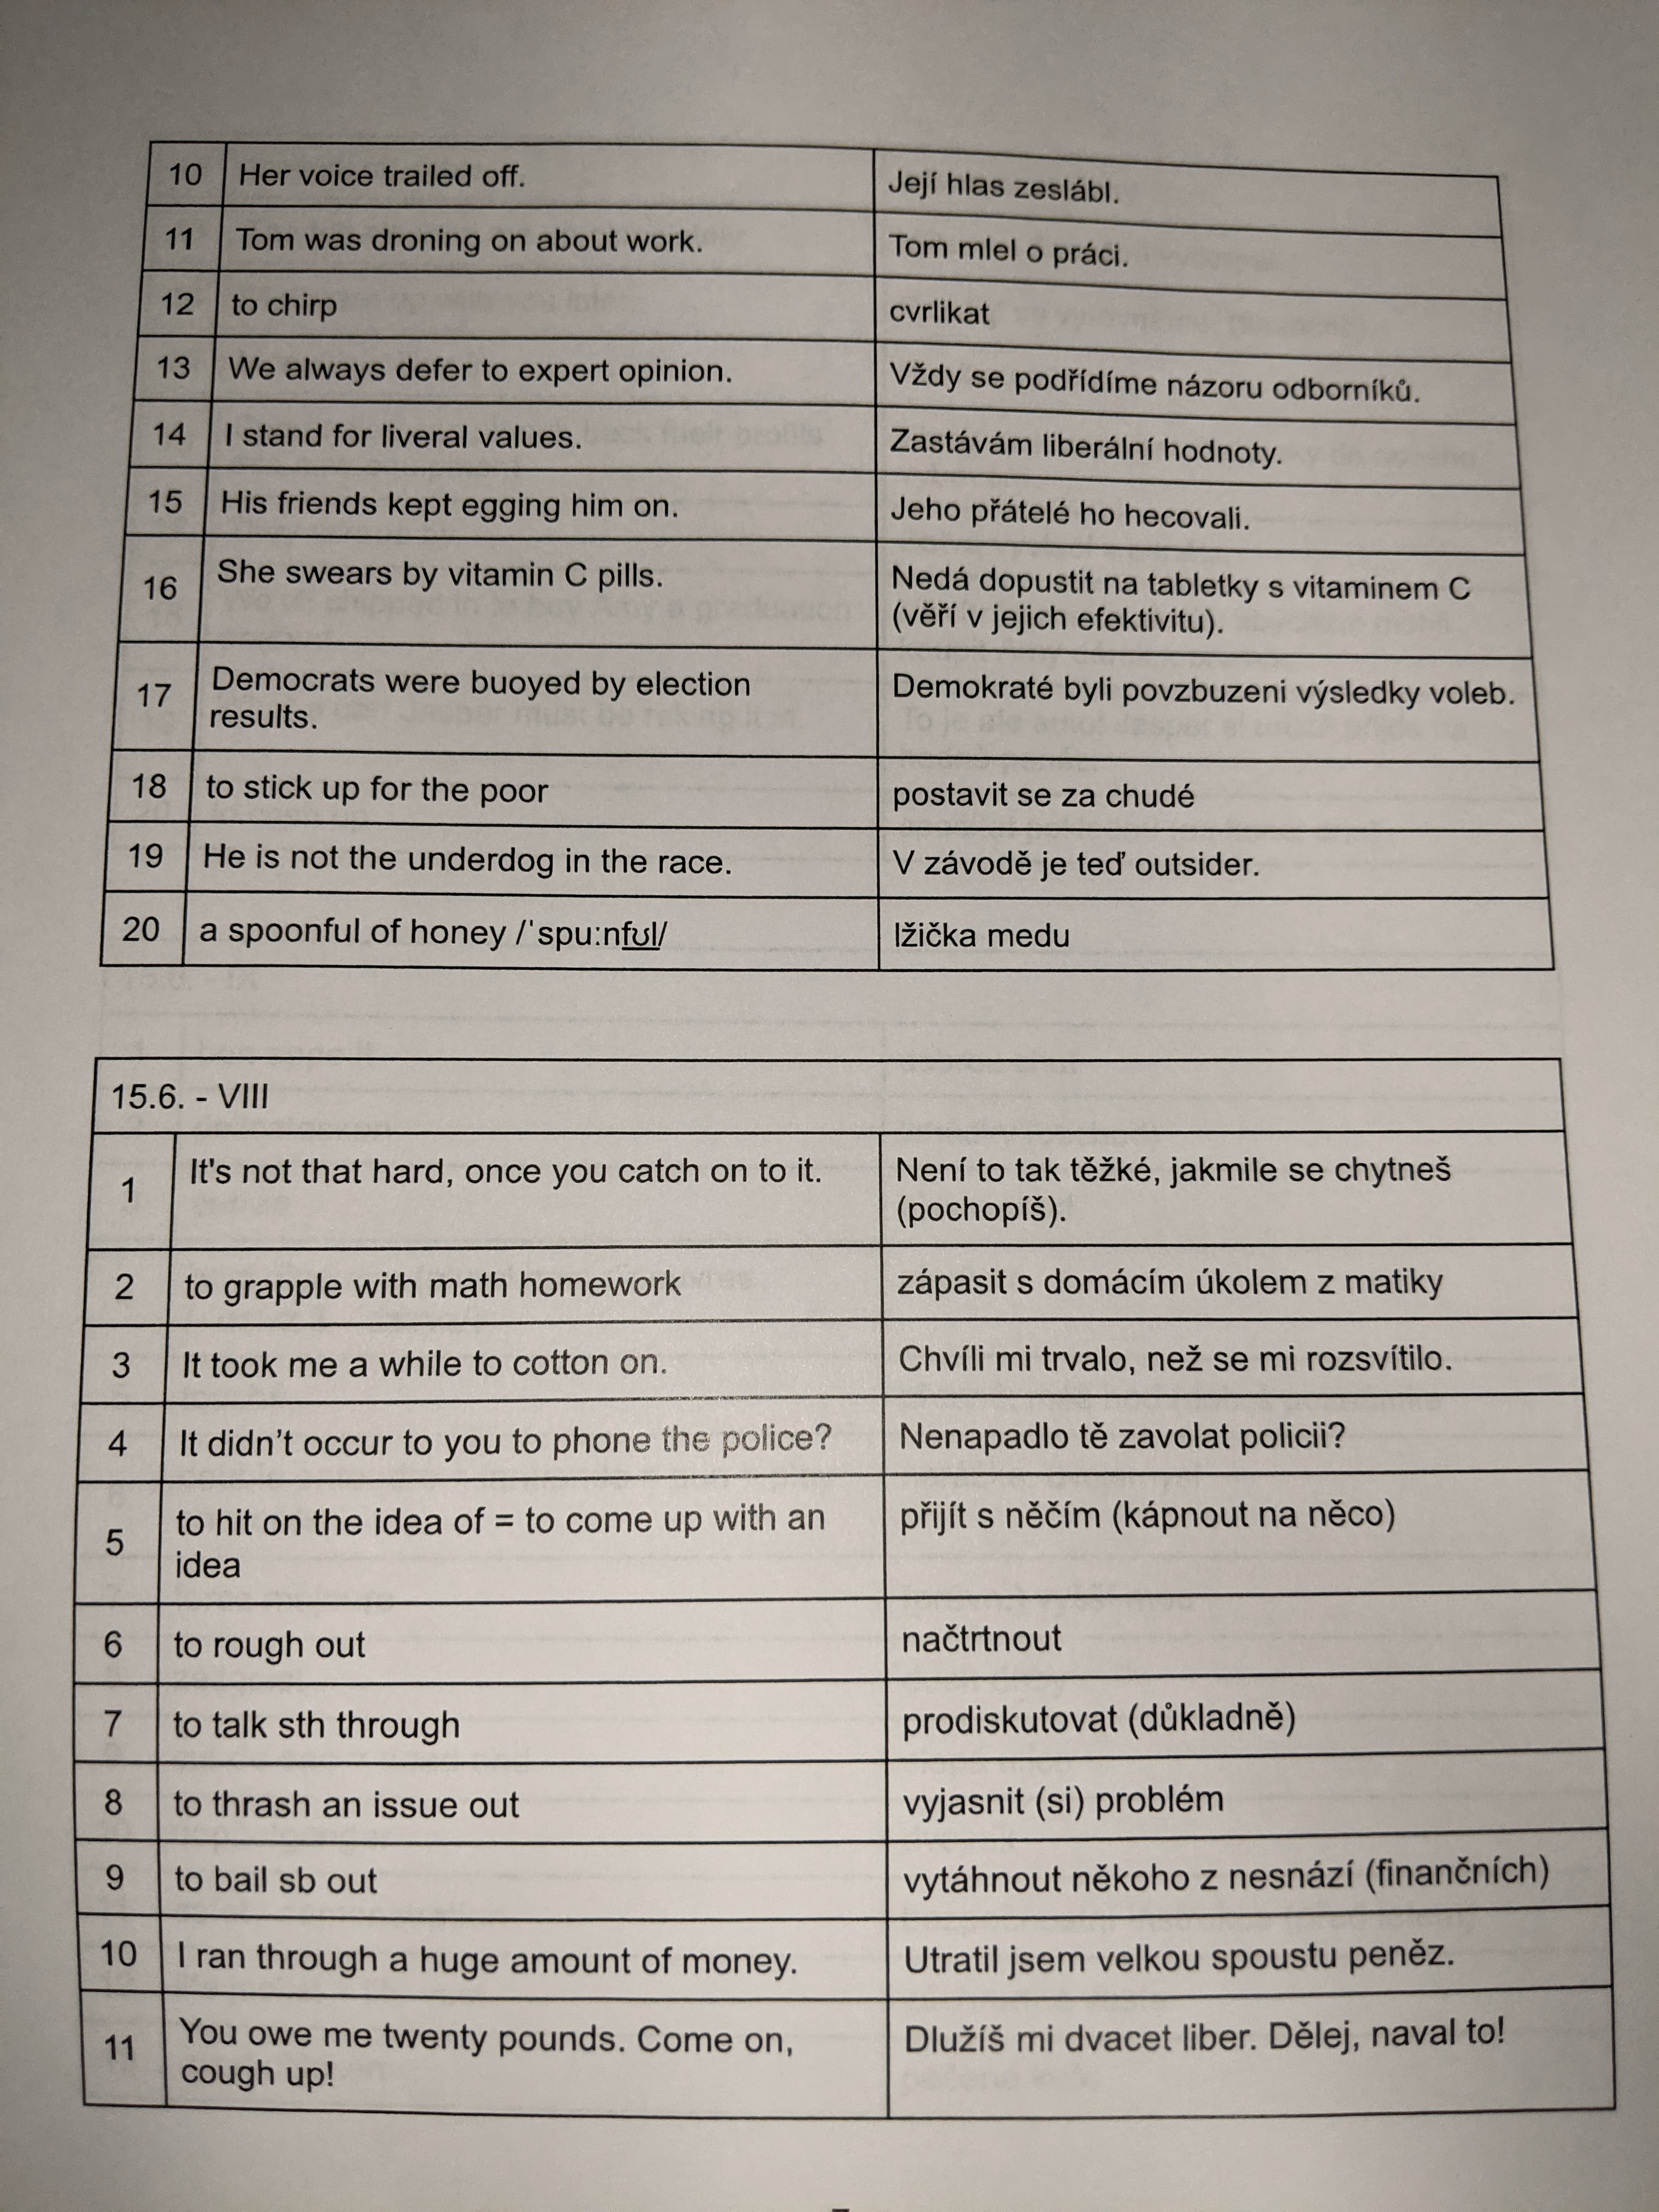 10 Her voice trailed off. Její hlas zeslábl.
11 Tom was droning on about work. Tom mlel o práci.
12 to chirp cvrlikat
13 We always defer to expert opinion. Vždy se podřídíme názoru odborníků.
14 I stand for liveral values. Zastávám liberální hodnoty.
15 His friends kept egging him on. Jeho přátelé ho hecovali.
16 She swears by vitamin C pills. Nedá dopustit na tabletky s vitaminem C
(věří v jejich efektivitu).
17 Democrats were buoyed by election
results. Demokraté byli povzbuzeni výsledky voleb.
18 to stick up for the poor postavit se za chudé
19 He is not the underdog in the race. V závodě je teď outsider.
20 a spoonful of honey /ˈspuːnfʊl/ lžička medu
15.6. - VIII
1 It's not that hard, once you catch on to it. Není to tak těžké, jakmile se chytneš
(pochopíš).
2 to grapple with math homework zápasit s domácím úkolem z matiky
3 It took me a while to cotton on. Chvíli mi trvalo, než se mi rozsvítilo.
4 It didn’t occur to you to phone the police? Nenapadlo tě zavolat policii?
5 to hit on the idea of = to come up with an
idea přijít s něčím (kápnout na něco)
6 to rough out načtrtnout
7 to talk sth through prodiskutovat (důkladně)
8 to thrash an issue out vyjasnit (si) problém
9 to bail sb out vytáhnout někoho z nesnází (finančních)
10 I ran through a huge amount of money. Utratil jsem velkou spoustu peněz.
11 You owe me twenty pounds. Come on,
cough up! Dlužíš mi dvacet liber. Dělej, naval to!